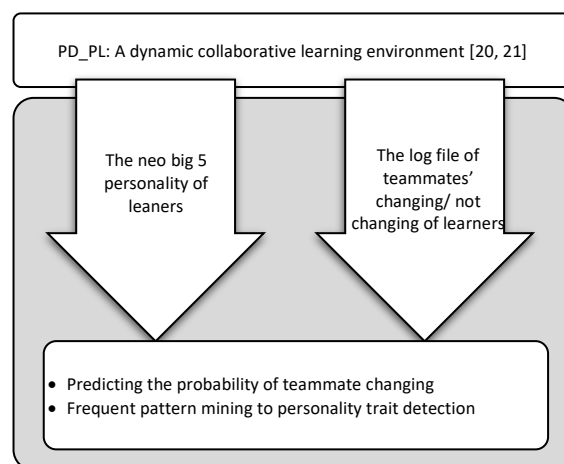 PD_PL: A dynamic collaborative learning environment [20, 21]
The neo big 5
personality of
leaners
The log file of
teammates’
changing/ not
changing of learners
• Predicting the probability of teammate changing
• Frequent pattern mining to personality trait detection